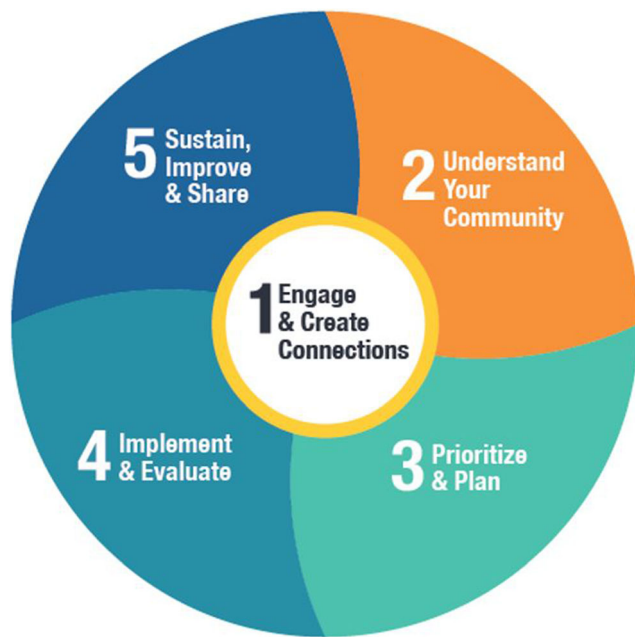 1 Engage
& Create
Connections
2 Understand
Your
Community
3 Prioritize
& Plan
4 Implement
& Evaluate
5 Sustain,
Improve
& Share